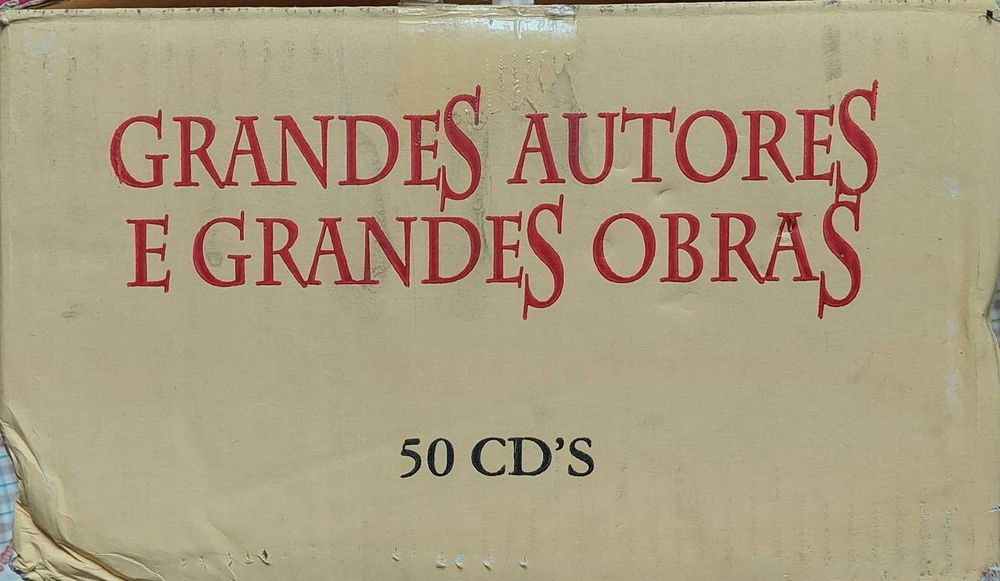 GRANDES AUTORES
E GRANDES OBRAS
50 CD'S